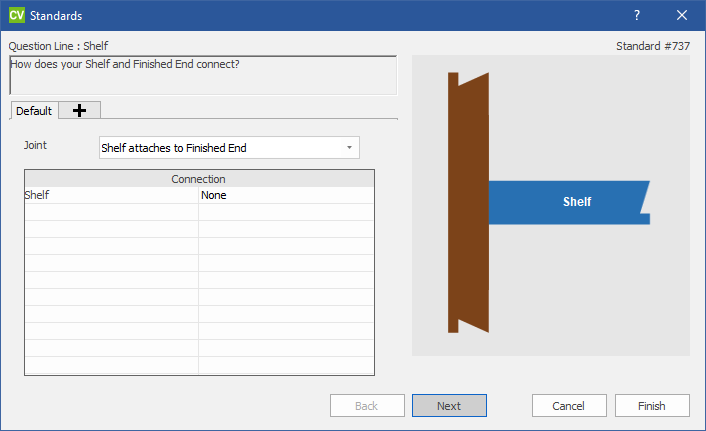 CV Standards
Question Line : Shelf
Standard #737
How does your Shelf and Finished End connect?
Default
Joint
Shelf attaches to Finished End
Connection
Shelf None
Shelf
Back Next Cancel Finish